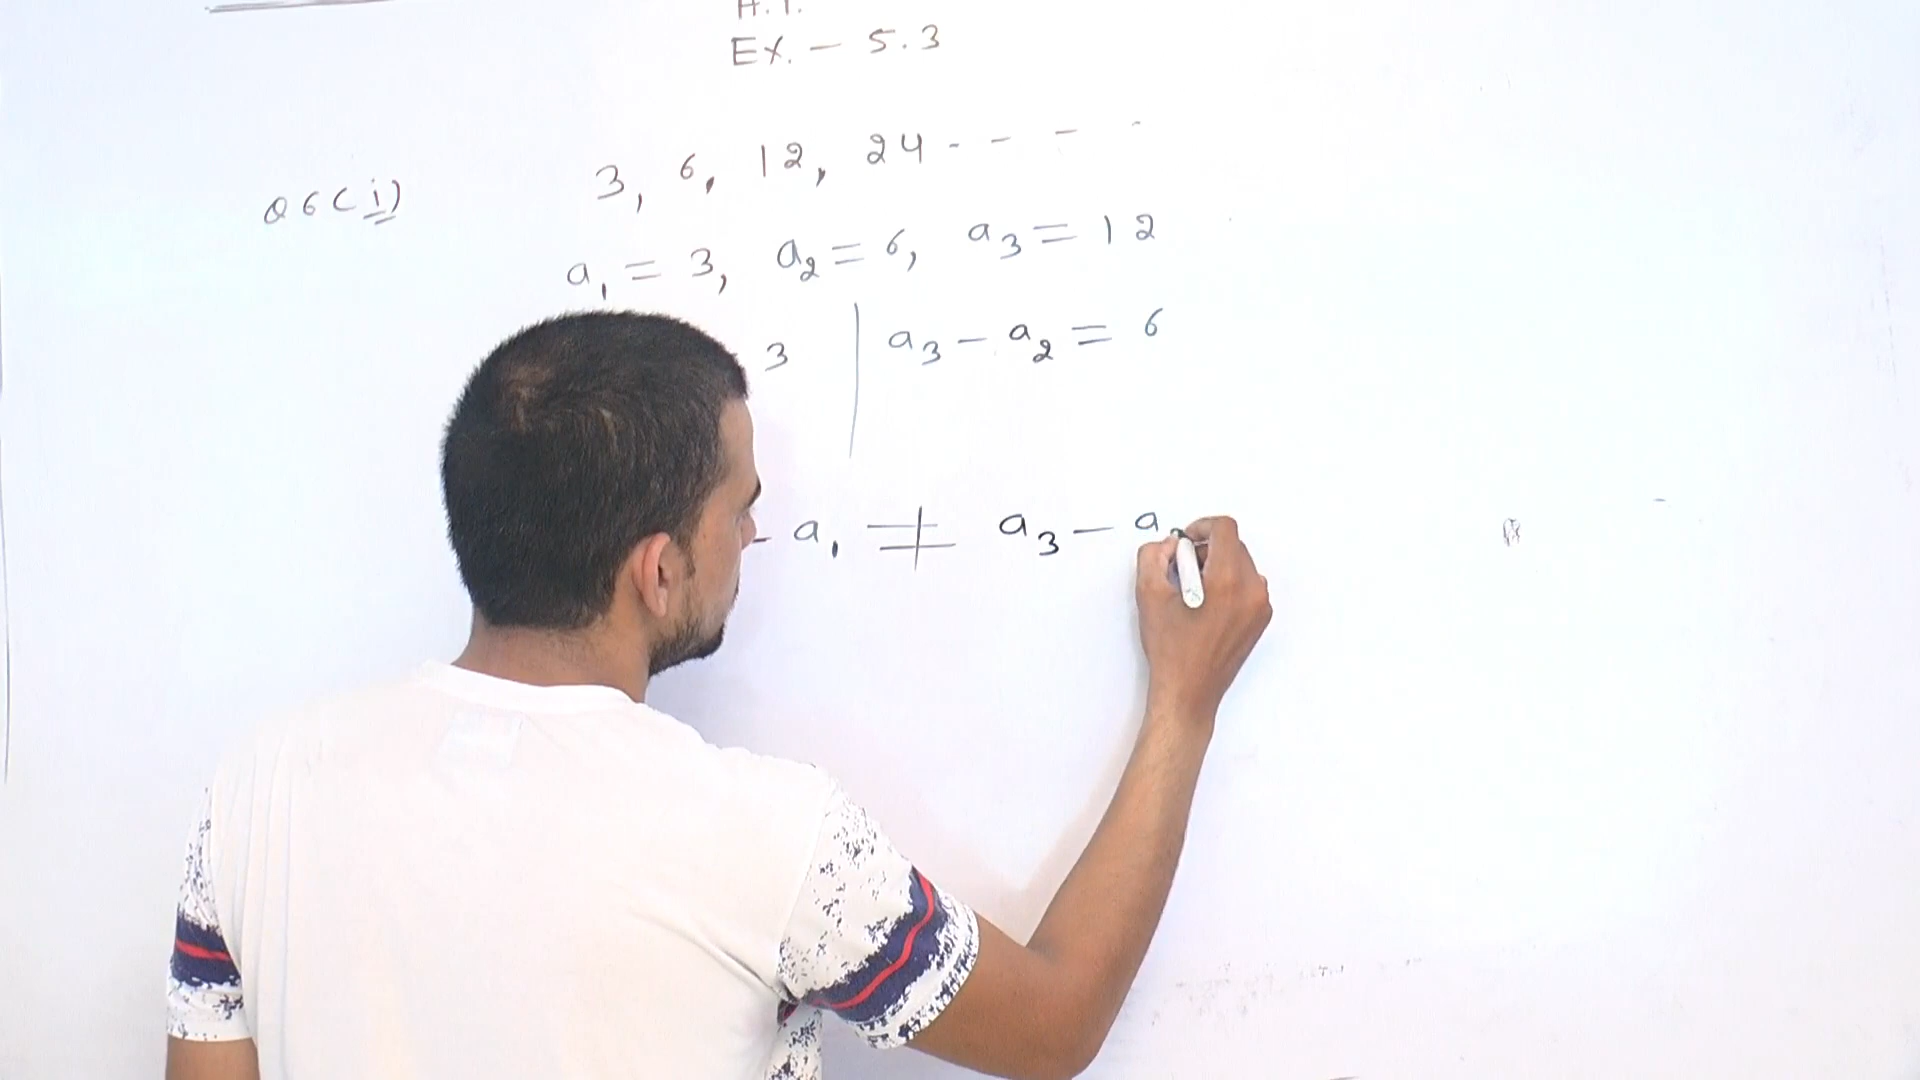 Ex. - 5.3
Q6(i) 3, 6, 12, 24 - - - -
a₁ = 3, a₂ = 6, a₃ = 12
3 | a₃ - a₂ = 6
- a₁ ≠ a₃ - a